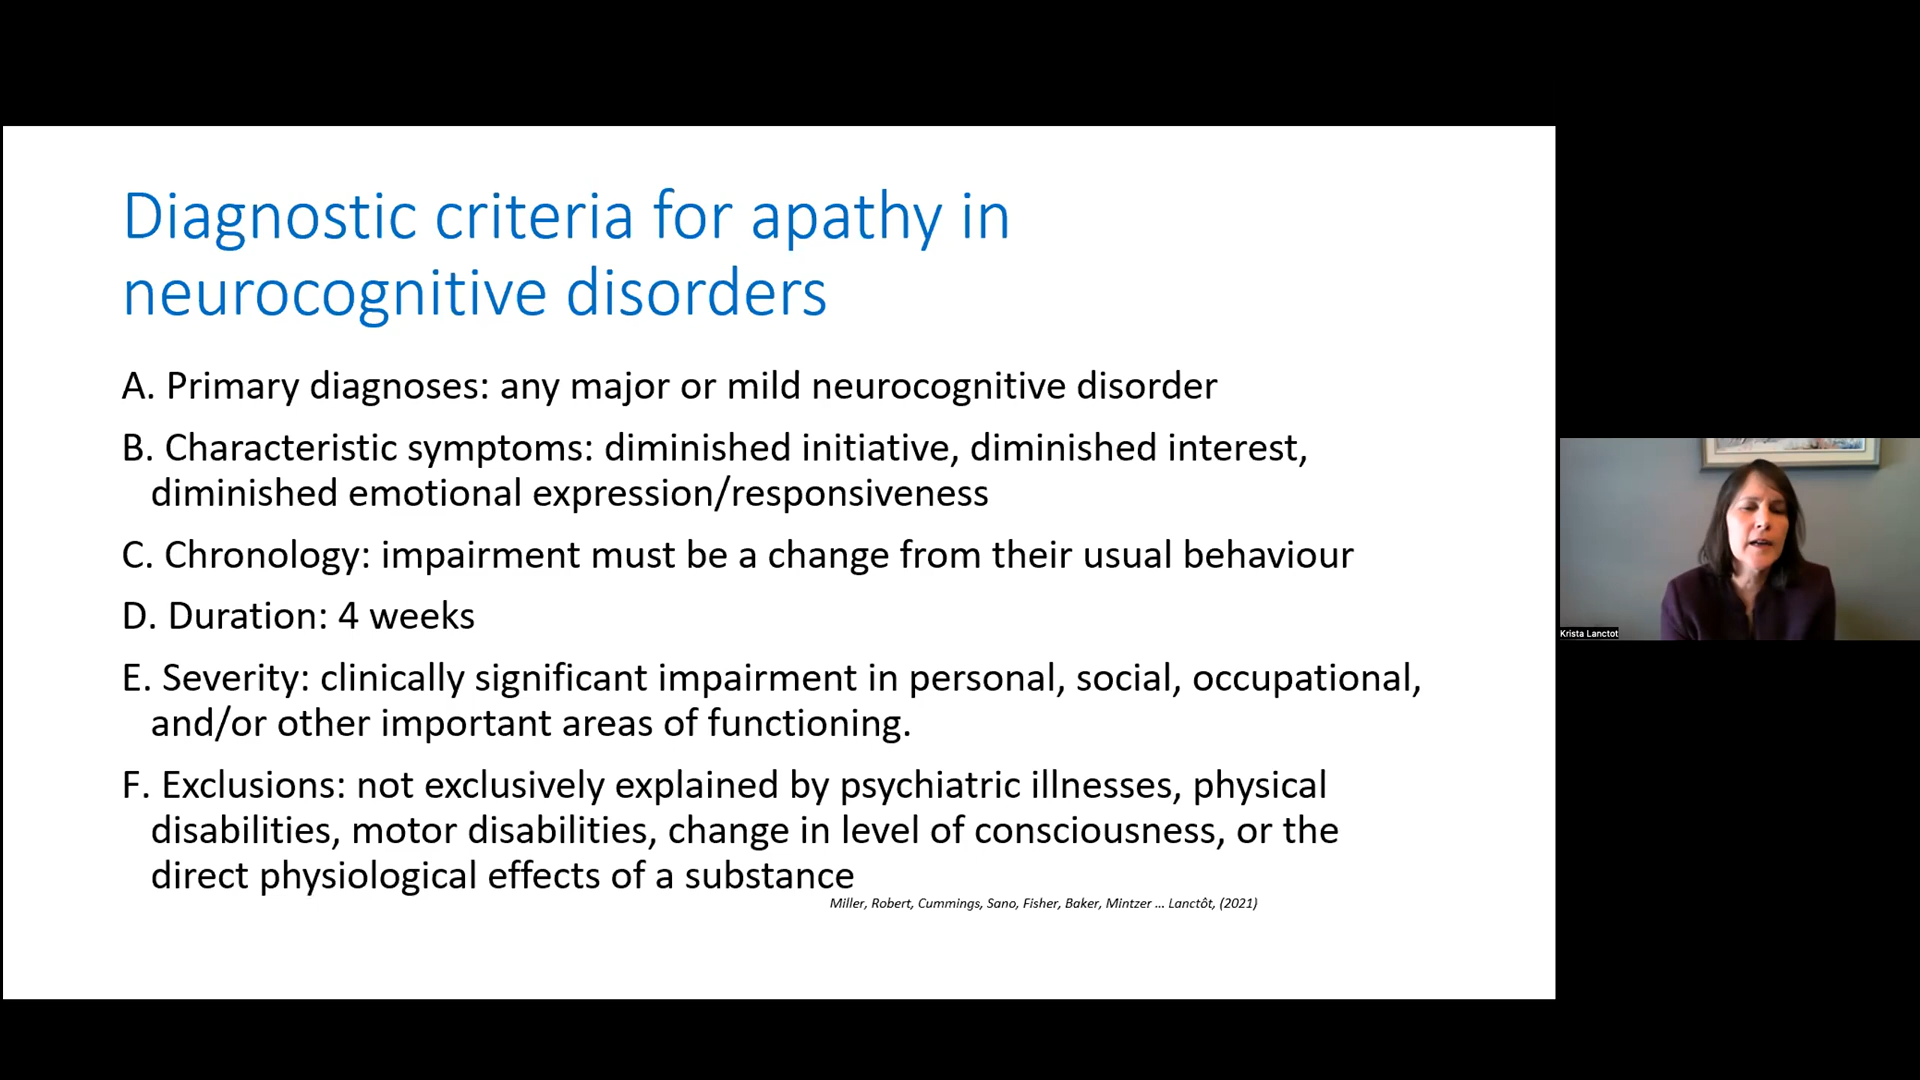 Diagnostic criteria for apathy in
neurocognitive disorders
A. Primary diagnoses: any major or mild neurocognitive disorder
B. Characteristic symptoms: diminished initiative, diminished interest,
diminished emotional expression/responsiveness
C. Chronology: impairment must be a change from their usual behaviour
D. Duration: 4 weeks
E. Severity: clinically significant impairment in personal, social, occupational,
and/or other important areas of functioning.
F. Exclusions: not exclusively explained by psychiatric illnesses, physical
disabilities, motor disabilities, change in level of consciousness, or the
direct physiological effects of a substance
Miller, Robert, Cummings, Sano, Fisher, Baker, Mintzer ... Lanctôt, (2021)
Krista Lanctot